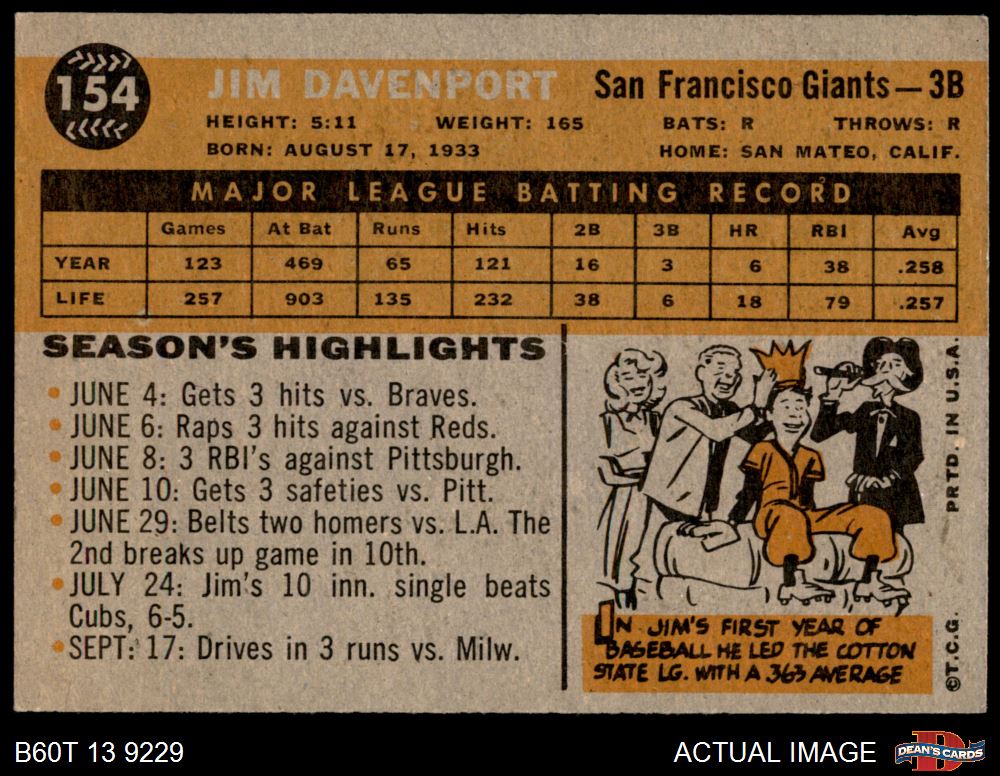 154
JIM DAVENPORT
San Francisco Giants — 3B
HEIGHT: 5:11 WEIGHT: 165 BATS: R THROWS: R
BORN: AUGUST 17, 1933 HOME: SAN MATEO, CALIF.
MAJOR LEAGUE BATTING RECORD
Games At Bat Runs Hits 2B 3B HR RBI Avg
YEAR 123 469 65 121 16 3 6 38 .258
LIFE 257 903 135 232 38 6 18 79 .257
SEASON'S HIGHLIGHTS
• JUNE 4: Gets 3 hits vs. Braves.
• JUNE 6: Raps 3 hits against Reds.
• JUNE 8: 3 RBI's against Pittsburgh.
• JUNE 10: Gets 3 safeties vs. Pitt.
• JUNE 29: Belts two homers vs. L.A. The
2nd breaks up game in 10th.
• JULY 24: Jim's 10 inn. single beats
Cubs, 6-5.
• SEPT: 17: Drives in 3 runs vs. Milw.
IN JIM'S FIRST YEAR OF
BASEBALL HE LED THE COTTON
STATE LG. WITH A 363 AVERAGE
©T.C.G. PRTD. IN U.S.A.
B60T 13 9229
ACTUAL IMAGE
DEAN'S CARDS